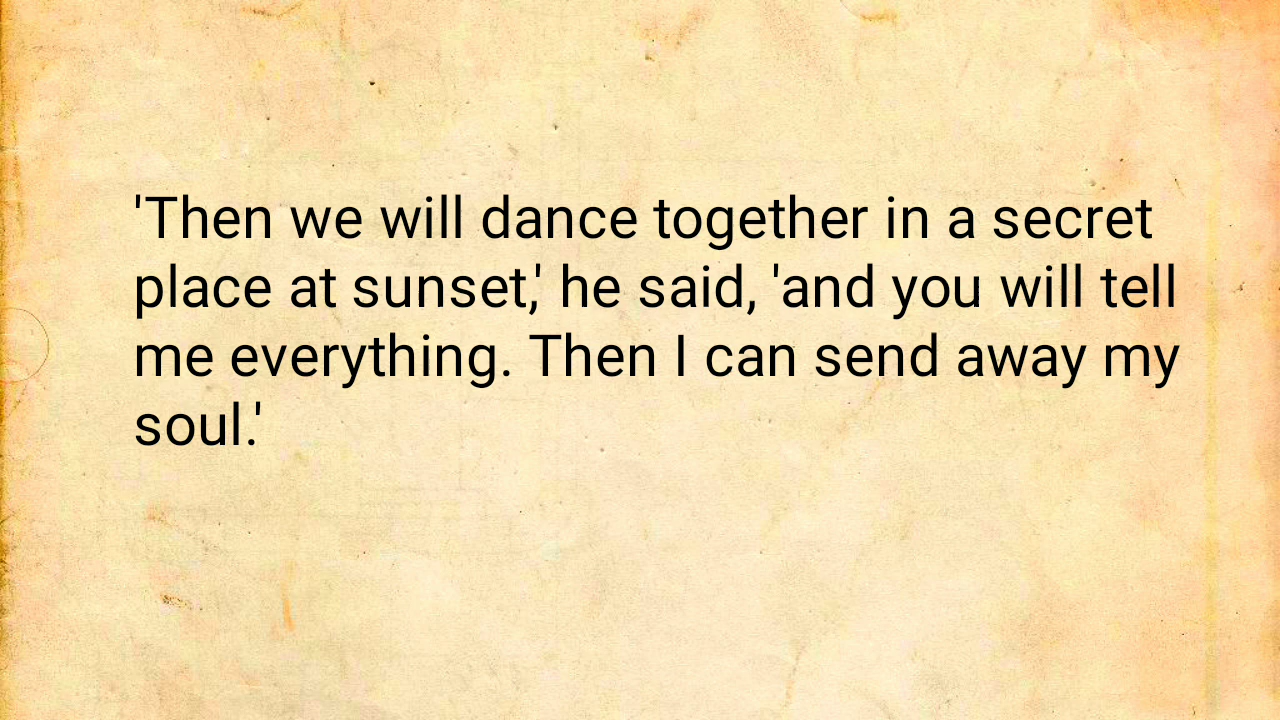 'Then we will dance together in a secret
place at sunset,' he said, 'and you will tell
me everything. Then I can send away my
soul.'